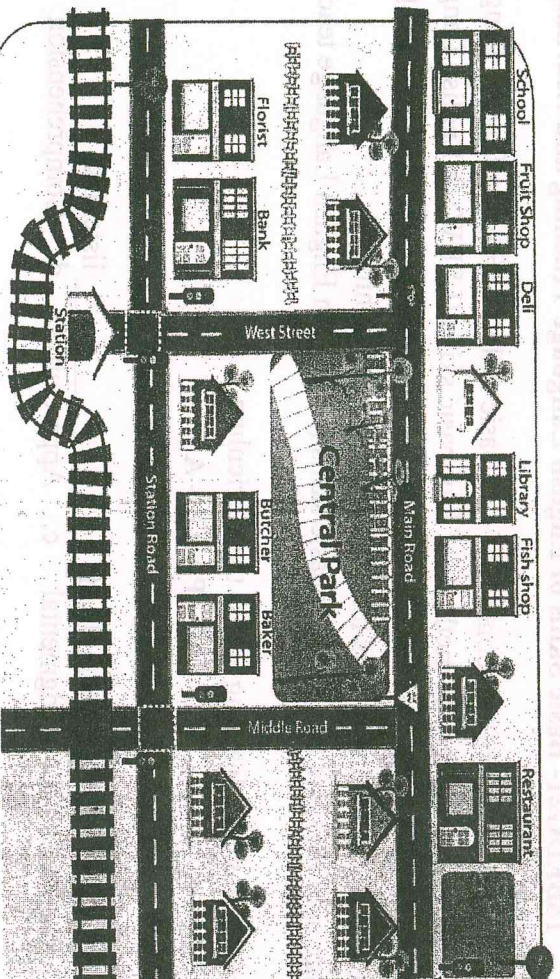 School
Fruit Shop
Deli
Library
Fish shop
Restaurant
Main Road
Central Park
West Street
Middle Road
Florist
Bank
Butcher
Baker
Station Road
Station